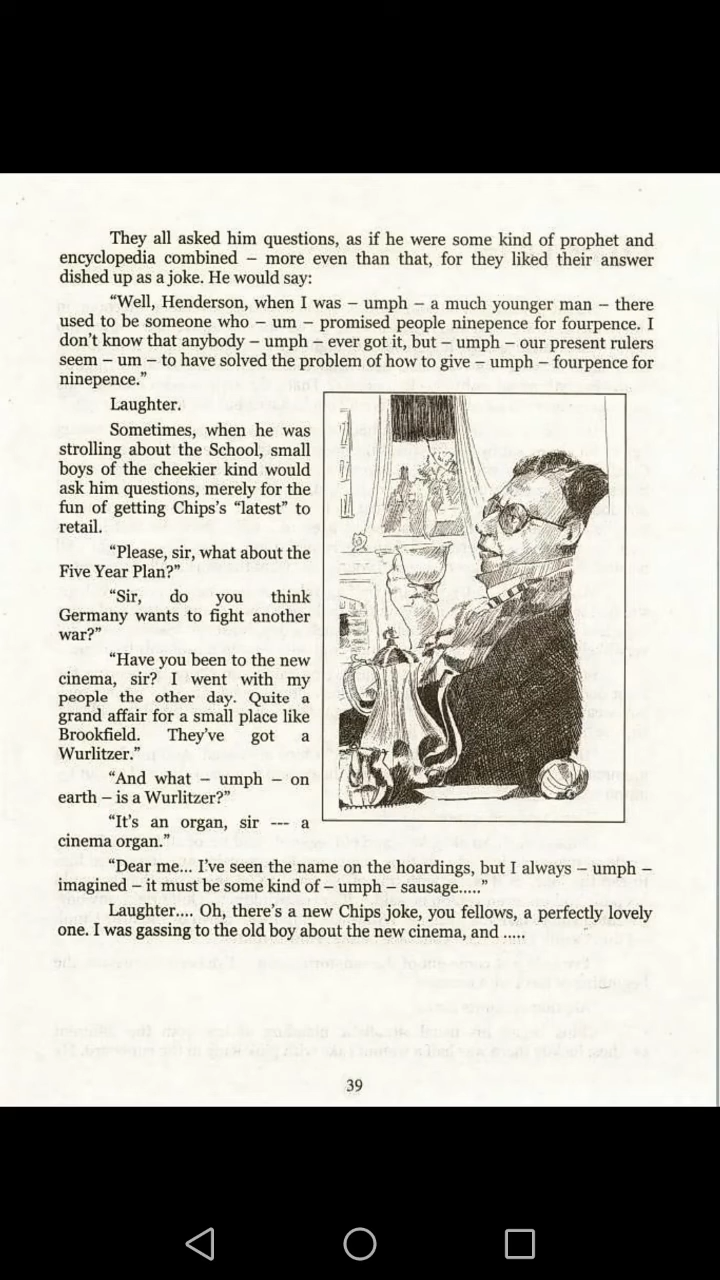 They all asked him questions, as if he were some kind of prophet and
encyclopedia combined – more even than that, for they liked their answer
dished up as a joke. He would say:
“Well, Henderson, when I was – umph – a much younger man – there
used to be someone who – um – promised people ninepence for fourpence. I
don't know that anybody – umph – ever got it, but – umph – our present rulers
seem – um – to have solved the problem of how to give – umph – fourpence for
ninepence.”
Laughter.
Sometimes, when he was
strolling about the School, small
boys of the cheekier kind would
ask him questions, merely for the
fun of getting Chips's “latest” to
retail.
“Please, sir, what about the
Five Year Plan?”
“Sir, do you think
Germany wants to fight another
war?”
“Have you been to the new
cinema, sir? I went with my
people the other day. Quite a
grand affair for a small place like
Brookfield. They've got a
Wurlitzer.”
“And what – umph – on
earth – is a Wurlitzer?”
“It's an organ, sir --- a
cinema organ.”
“Dear me... I've seen the name on the hoardings, but I always – umph –
imagined – it must be some kind of – umph – sausage.....”
Laughter.... Oh, there's a new Chips joke, you fellows, a perfectly lovely
one. I was gassing to the old boy about the new cinema, and .....
39